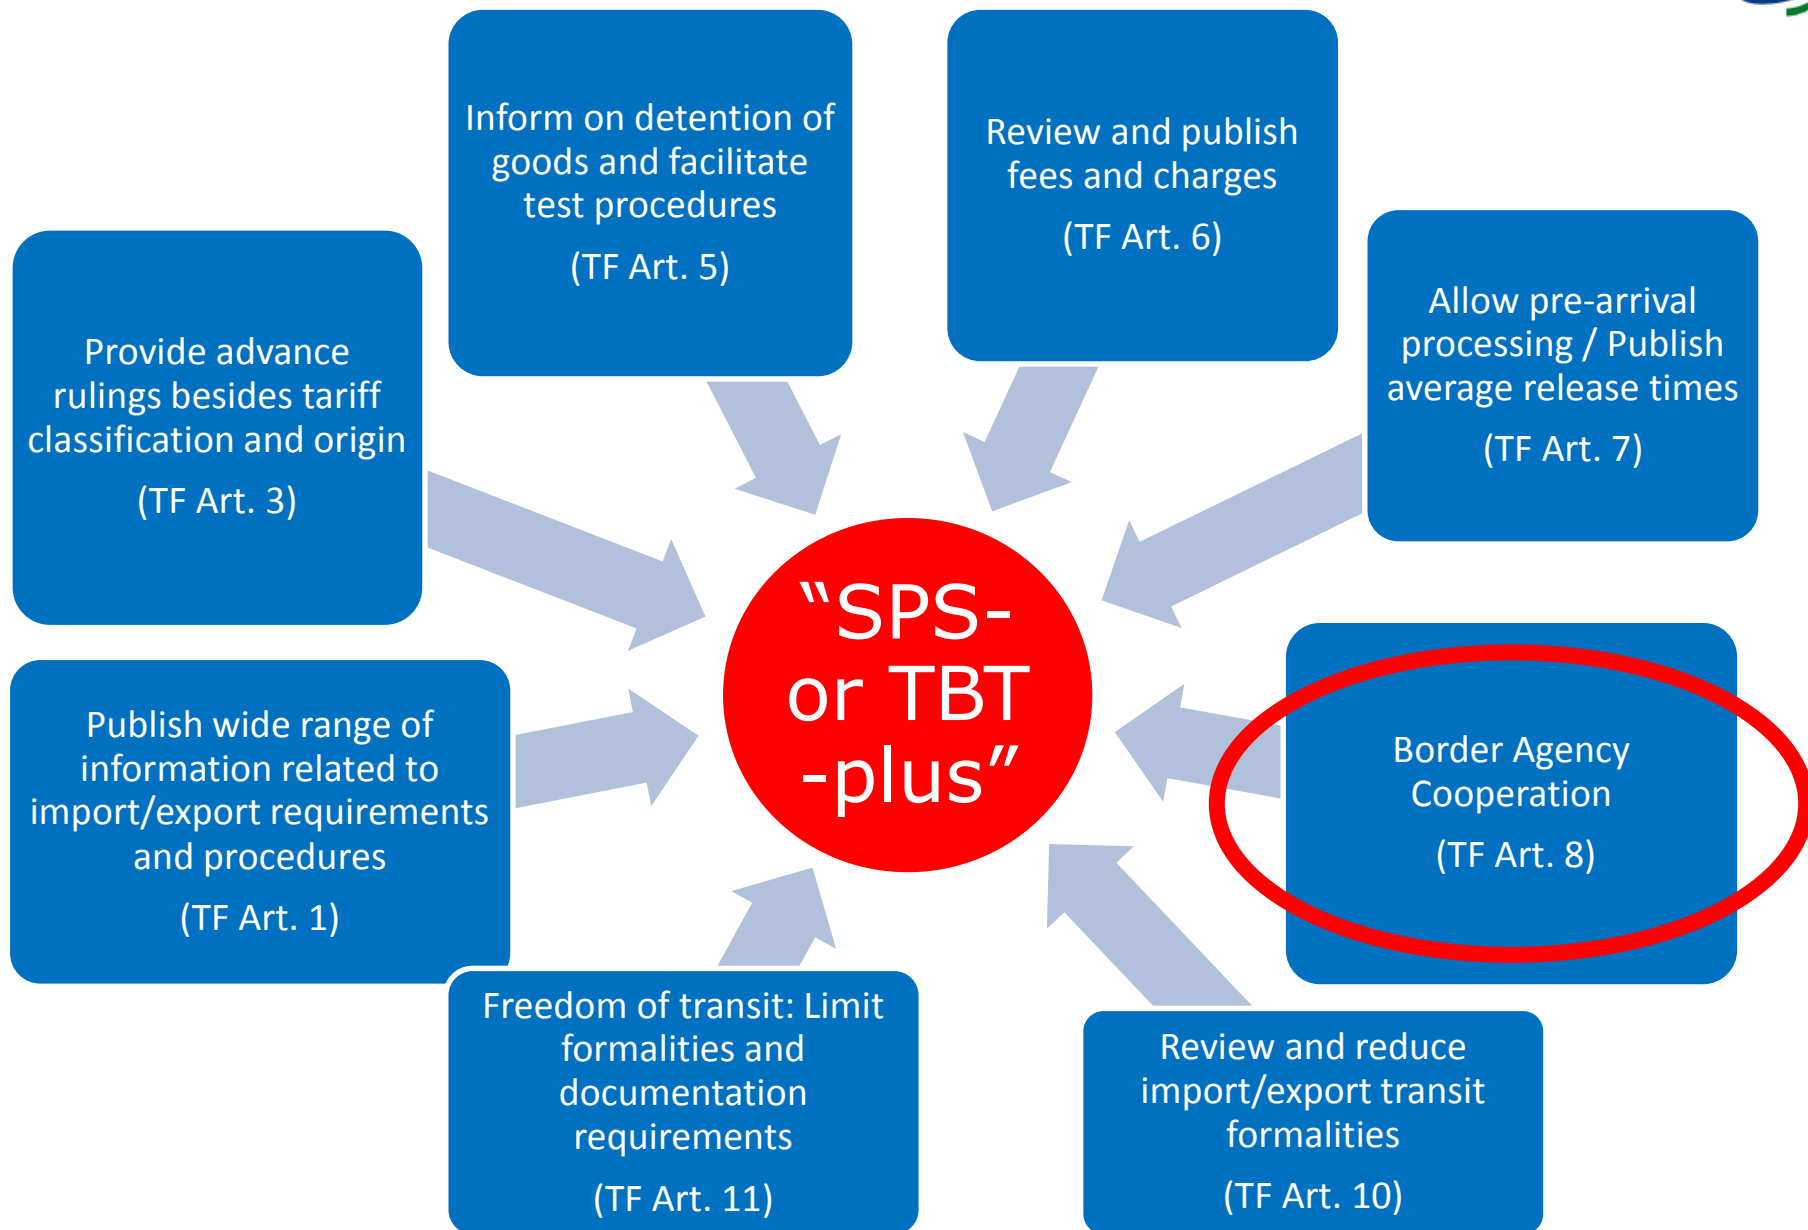 Inform on detention of
goods and facilitate
test procedures
(TF Art. 5)
Review and publish
fees and charges
(TF Art. 6)
Provide advance
rulings besides tariff
classification and origin
(TF Art. 3)
Allow pre-arrival
processing / Publish
average release times
(TF Art. 7)
“SPS-
or TBT
-plus”
Publish wide range of
information related to
import/export requirements
and procedures
(TF Art. 1)
Border Agency
Cooperation
(TF Art. 8)
Freedom of transit: Limit
formalities and
documentation
requirements
(TF Art. 11)
Review and reduce
import/export transit
formalities
(TF Art. 10)